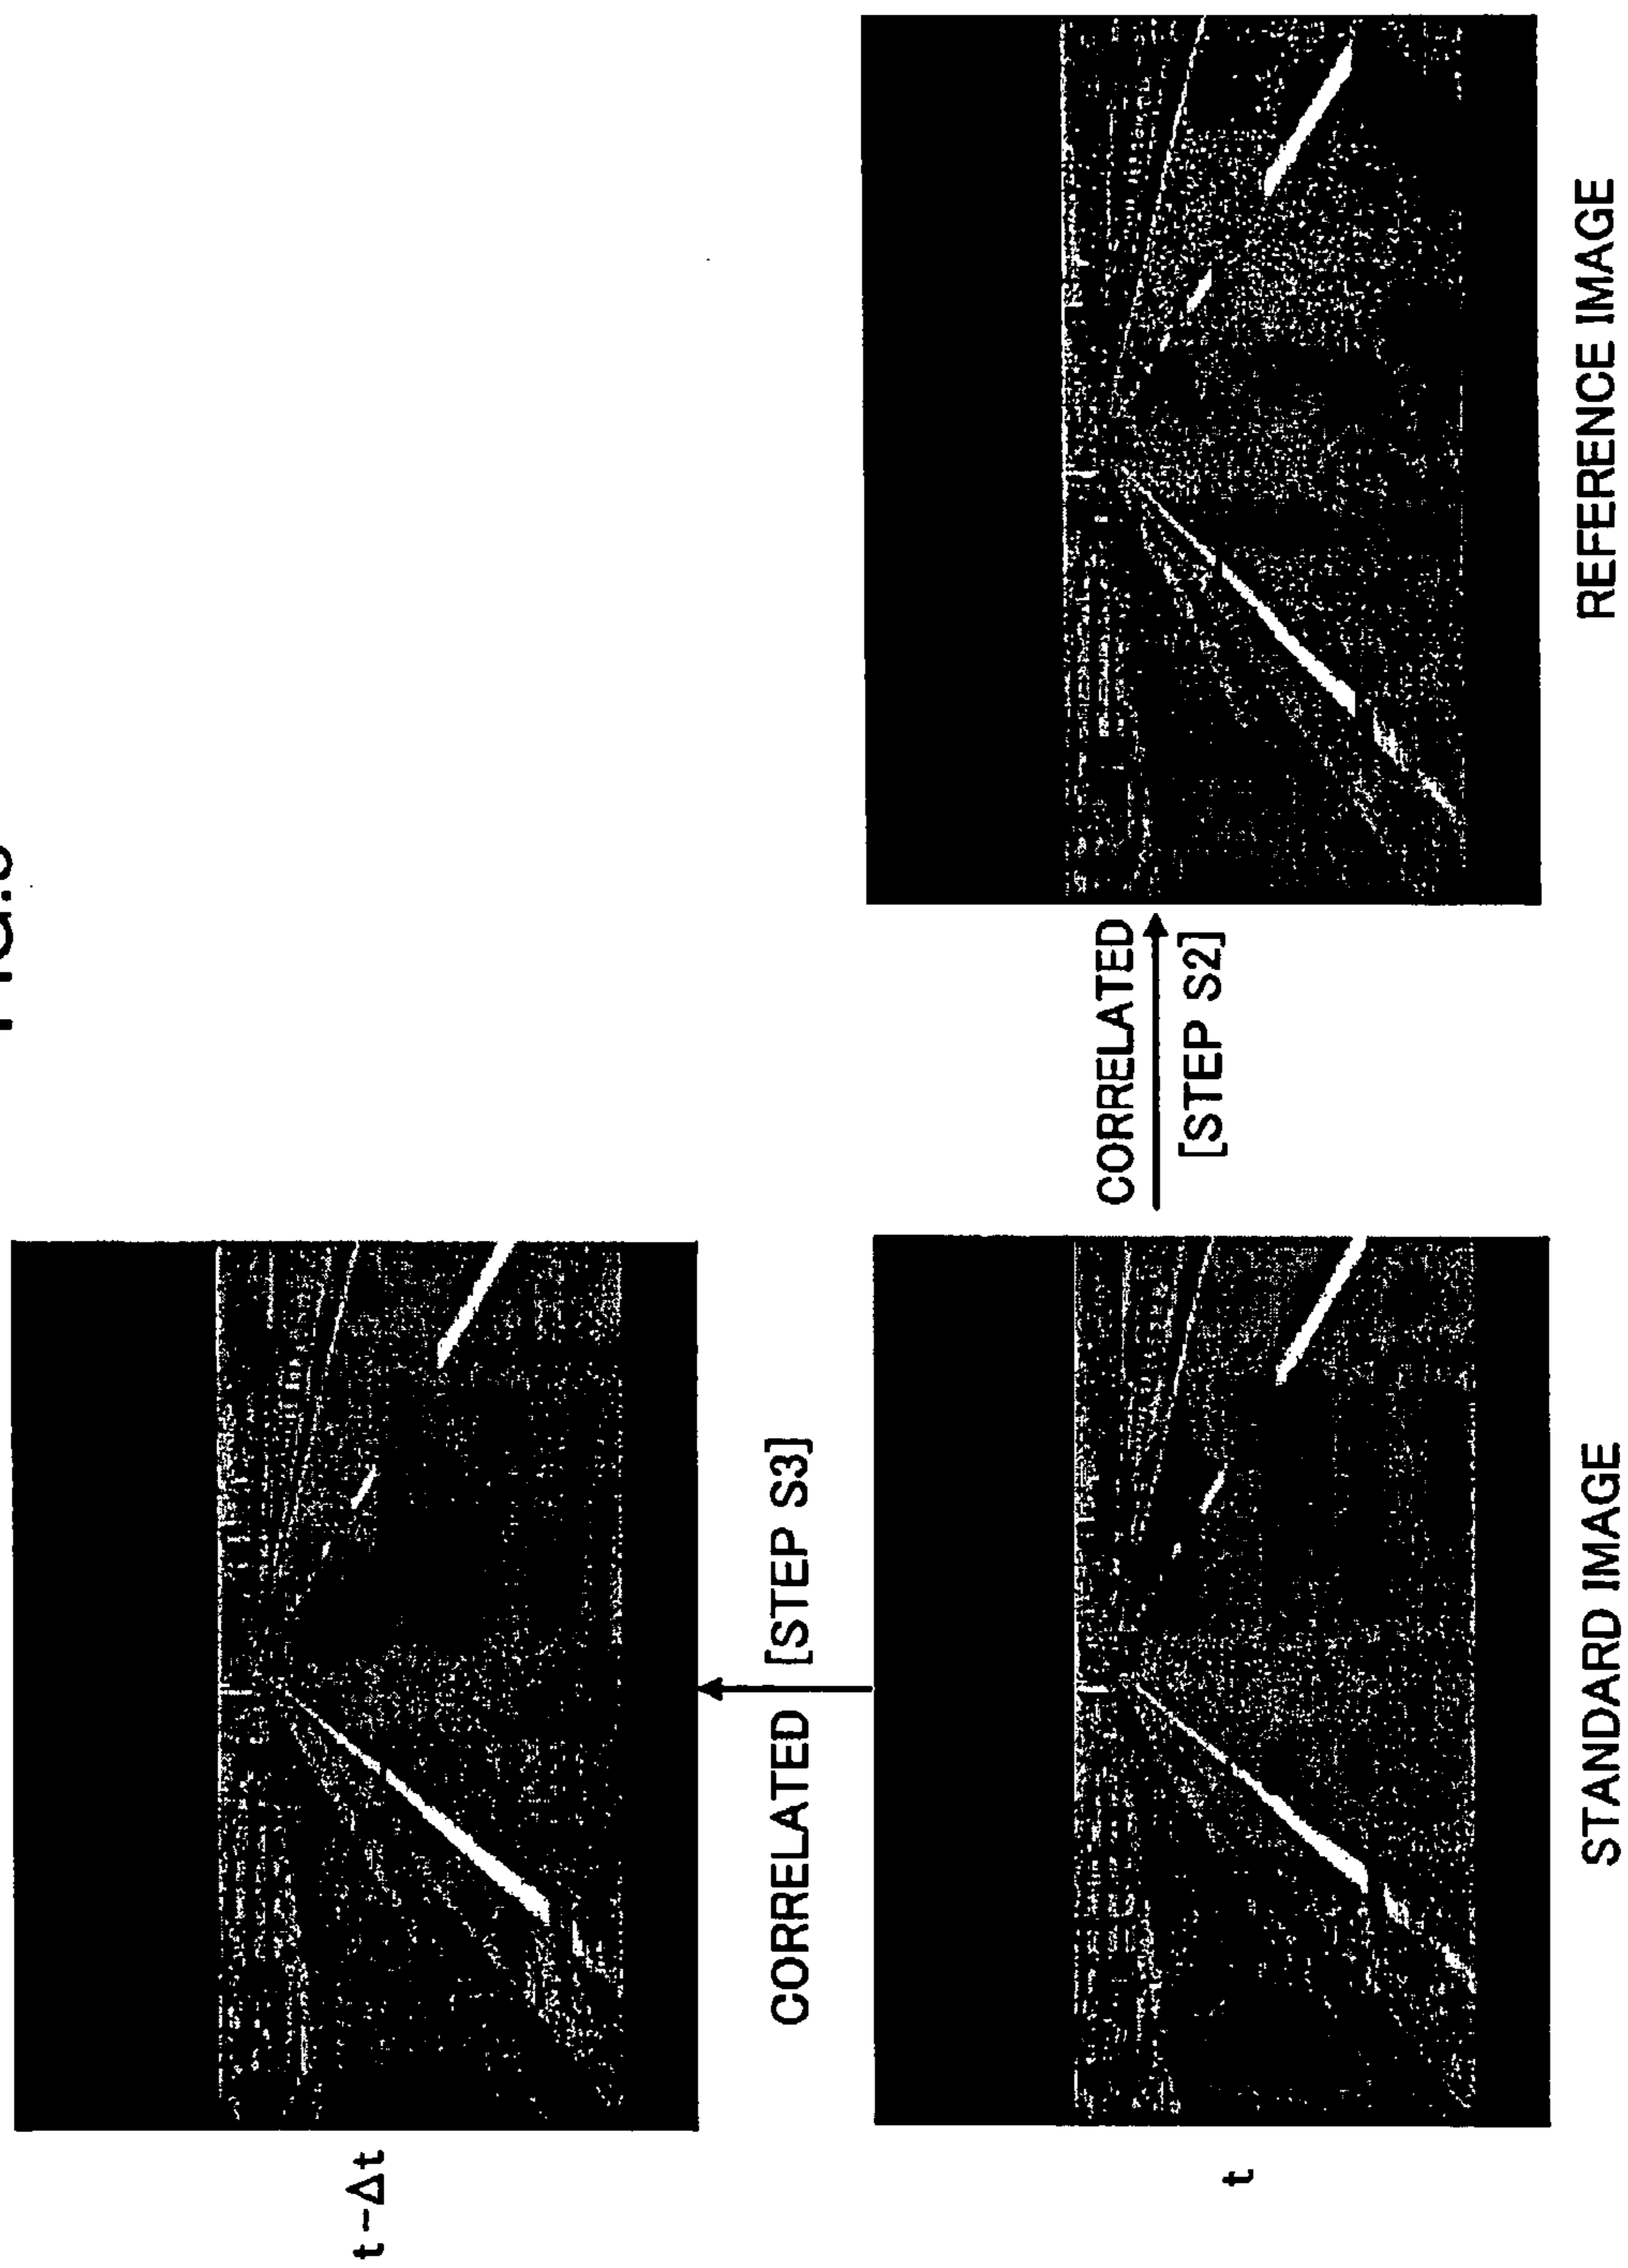 t-Δt
CORRELATED [STEP S3]
t
CORRELATED
[STEP S2]
STANDARD IMAGE
REFERENCE IMAGE